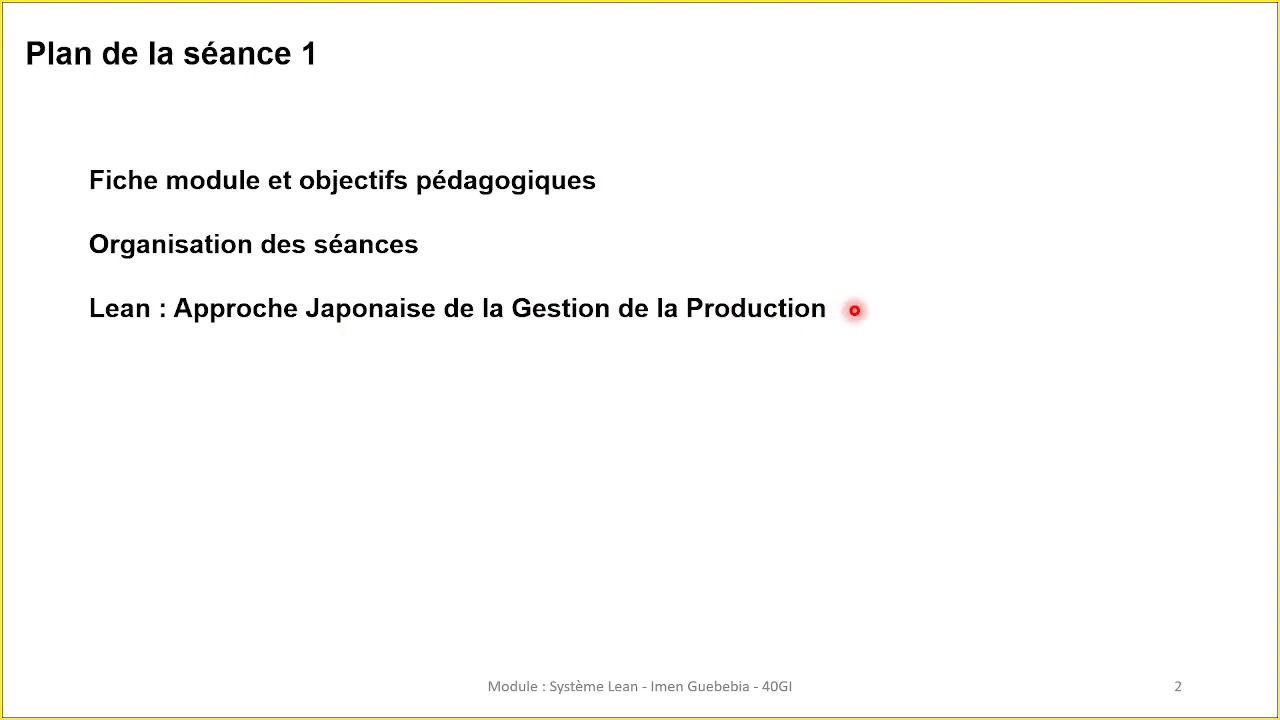 Plan de la séance 1
Fiche module et objectifs pédagogiques
Organisation des séances
Lean : Approche Japonaise de la Gestion de la Production
Module : Système Lean - Imen Guebebia - 40GI
2